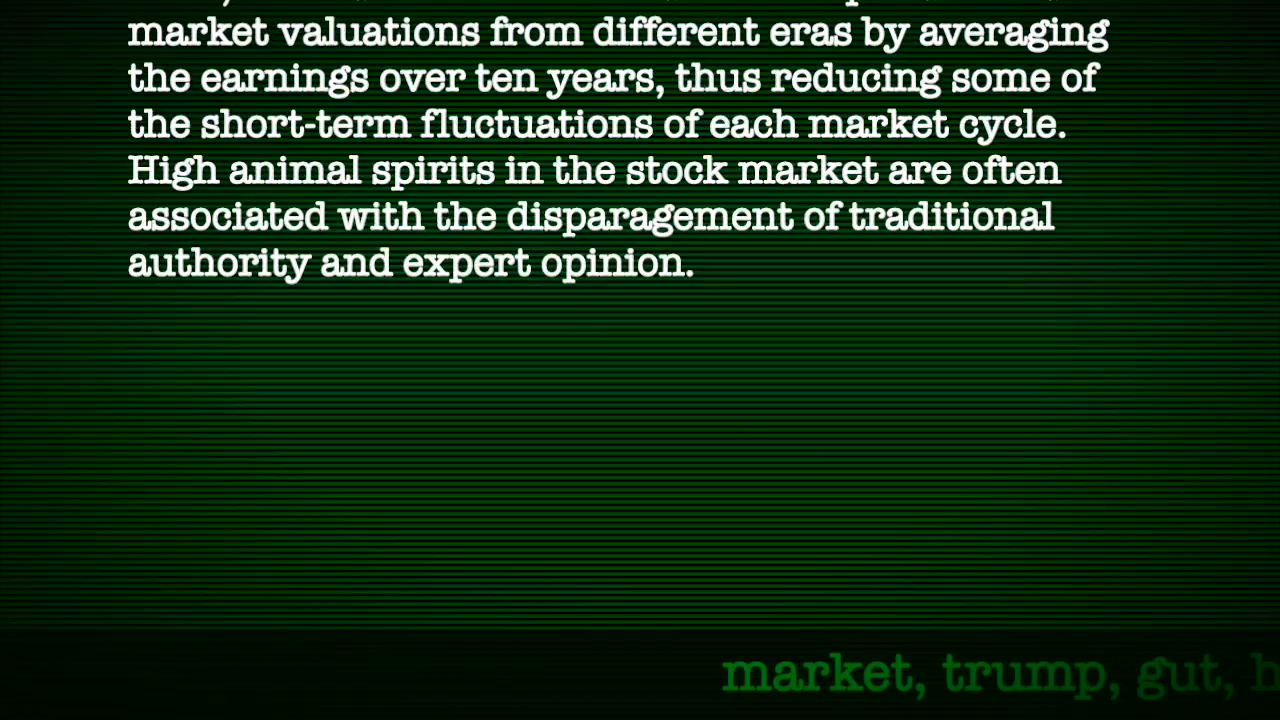 market valuations from different eras by averaging
the earnings over ten years, thus reducing some of
the short-term fluctuations of each market cycle.
High animal spirits in the stock market are often
associated with the disparagement of traditional
authority and expert opinion.
market, trump, gut,